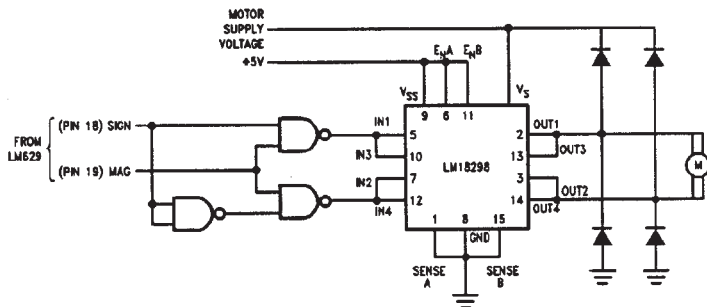 MOTOR
SUPPLY
VOLTAGE
+5V
ENA ENB
VSS
VS
9 6 11
FROM
LM629
(PIN 18) SIGN
(PIN 19) MAG
IN1
IN3
IN2
IN4
5
10
7
12
LM18298
2
13
3
14
OUT1
OUT3
OUT2
OUT4
M
1 8 15
GND
SENSE
A
SENSE
B